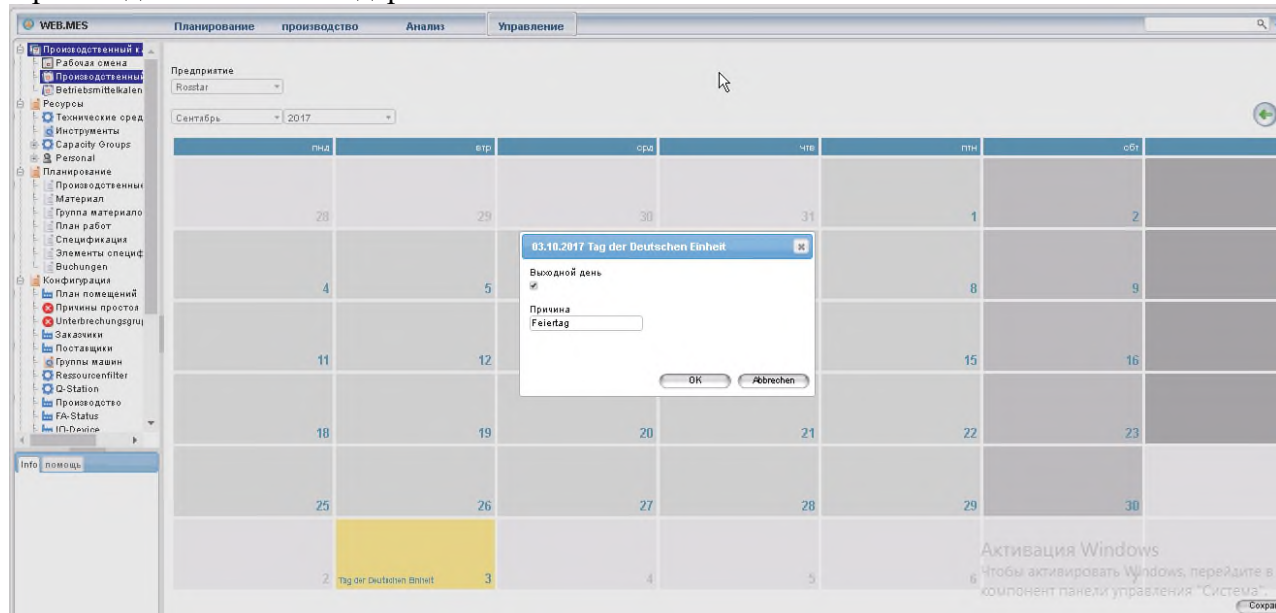 WEB.MES
Планирование производство Анализ Управление
Производственный к
Рабочая смена
Производственный
Betriebsmittelkalen
Ресурсы
Технические сред
Инструменты
Capacity Groups
Personal
Планирование
Производственные
Материал
Группа материало
План работ
Спецификация
Элементы специф
Buchungen
Конфигурация
План помещений
Причины простоя
Unterbrechungsgru
Заказчики
Поставщики
Группы машин
Ressourcenfilter
Q-Station
Производство
FA-Status
IO-Device
Info помощь
Предприятие
Rosstar
Сентябрь 2017
пнд втр срд чтв птн сбт
28 29 30 31 1 2
4 5 8 9
11 12 15 16
18 19 20 21 22 23
25 26 27 28 29 30
2 Tag der Deutschen Einheit 3 4 5 6
03.10.2017 Tag der Deutschen Einheit
Выходной день
Причина
Feiertag
OK Abbrechen
Активация Windows
Чтобы активировать Windows, перейдите в
компонент панели управления "Система".
Сохра